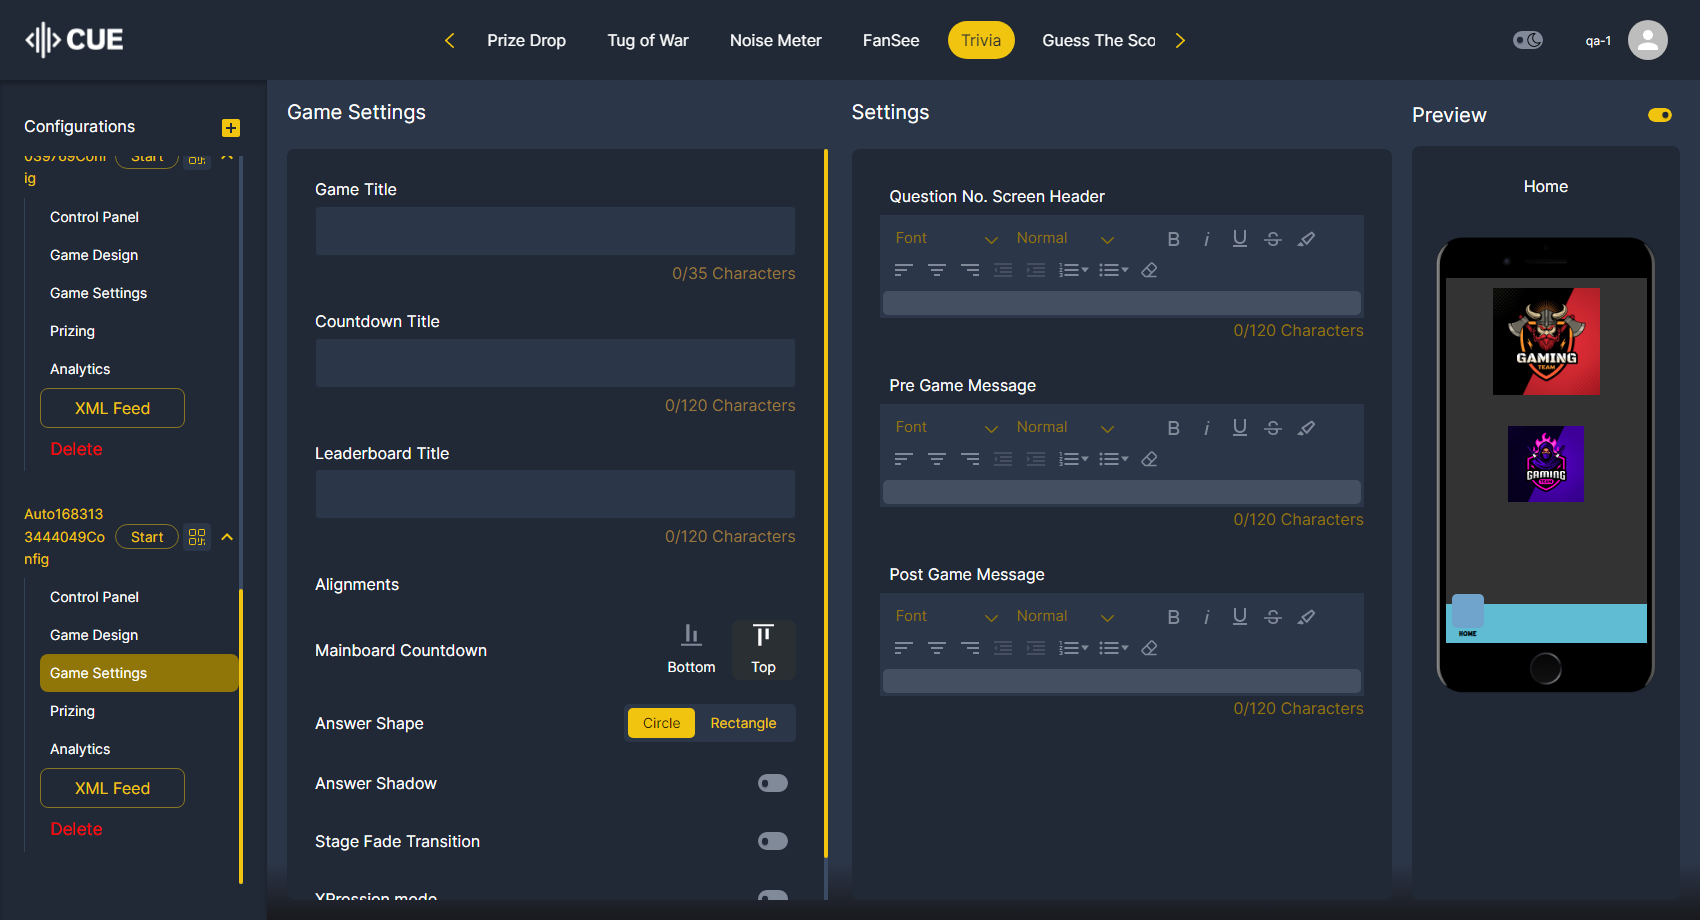 CUE
Prize Drop
Tug of War
Noise Meter
FanSee
Trivia
Guess The Sco
qa-1
Configurations
039769Conf
ig
Start
Control Panel
Game Design
Game Settings
Prizing
Analytics
XML Feed
Delete
Auto168313
3444049Co
nfig
Start
Control Panel
Game Design
Game Settings
Prizing
Analytics
XML Feed
Delete
Game Settings
Game Title
0/35 Characters
Countdown Title
0/120 Characters
Leaderboard Title
0/120 Characters
Alignments
Mainboard Countdown
Bottom
Top
Answer Shape
Circle
Rectangle
Answer Shadow
Stage Fade Transition
XPression mode
Settings
Question No. Screen Header
Font
Normal
0/120 Characters
Pre Game Message
Font
Normal
0/120 Characters
Post Game Message
Font
Normal
0/120 Characters
Preview
Home
GAMING
TEAM
GAMING
TEAM
HOME